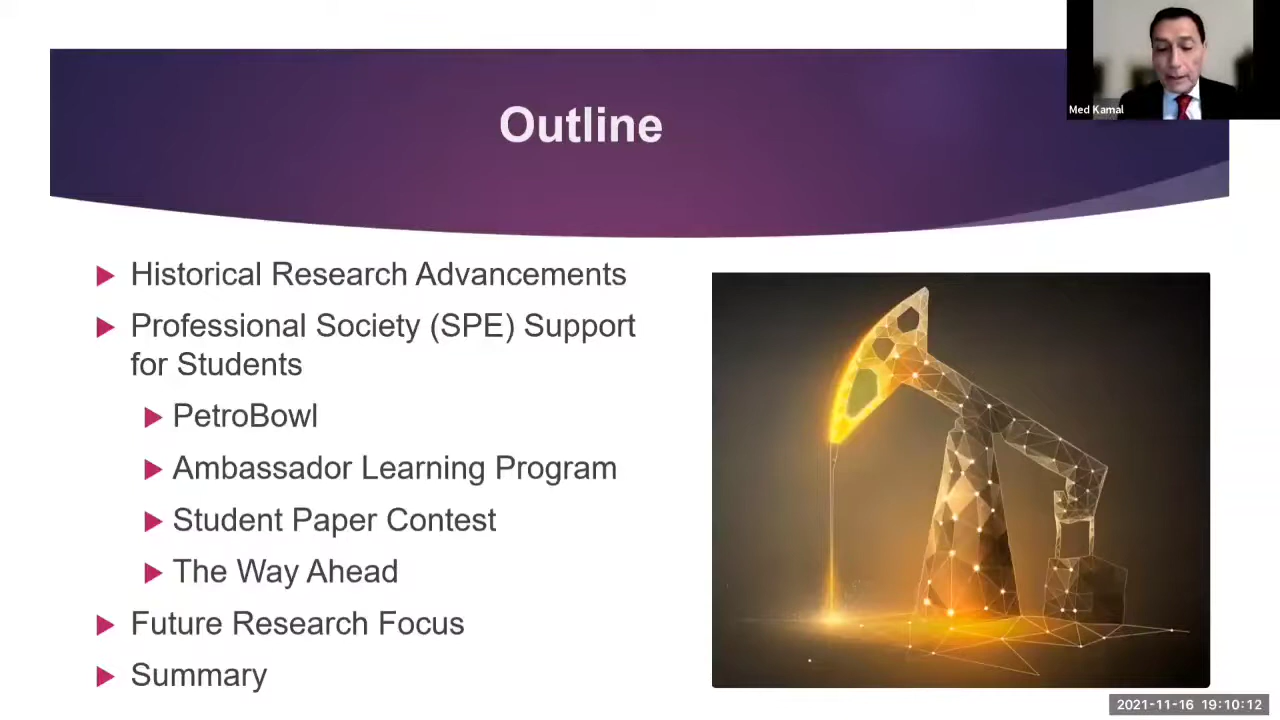 Outline
Med Kamal
Historical Research Advancements
Professional Society (SPE) Support
for Students
PetroBowl
Ambassador Learning Program
Student Paper Contest
The Way Ahead
Future Research Focus
Summary
2021-11-16 19:10:12